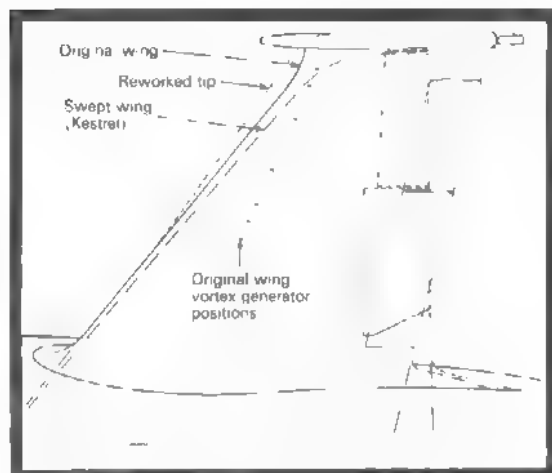 Original wing
Reworked tip
Swept wing
(Kestrel)
Original wing
vortex generator
positions